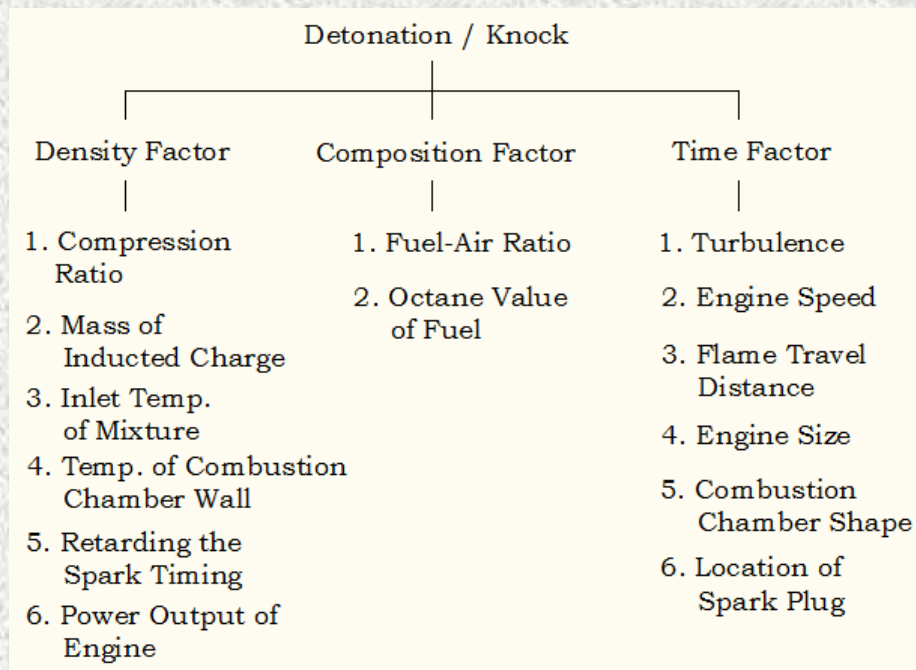 Detonation / Knock
Density Factor
1. Compression
Ratio
2. Mass of
Inducted Charge
3. Inlet Temp.
of Mixture
4. Temp. of Combustion
Chamber Wall
5. Retarding the
Spark Timing
6. Power Output of
Engine
Composition Factor
1. Fuel-Air Ratio
2. Octane Value
of Fuel
Time Factor
1. Turbulence
2. Engine Speed
3. Flame Travel
Distance
4. Engine Size
5. Combustion
Chamber Shape
6. Location of
Spark Plug